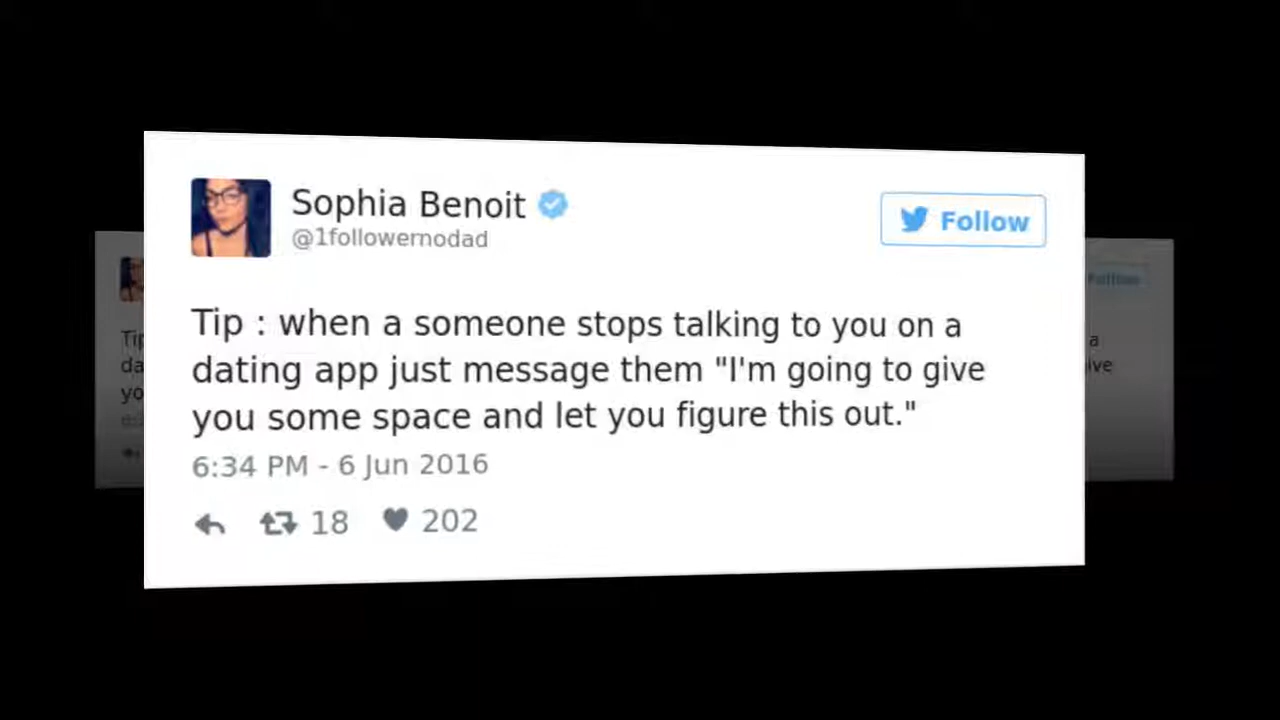 Sophia Benoit
@1followernodad
Follow
Tip : when a someone stops talking to you on a
dating app just message them "I'm going to give
you some space and let you figure this out."
6:34 PM - 6 Jun 2016
18 202